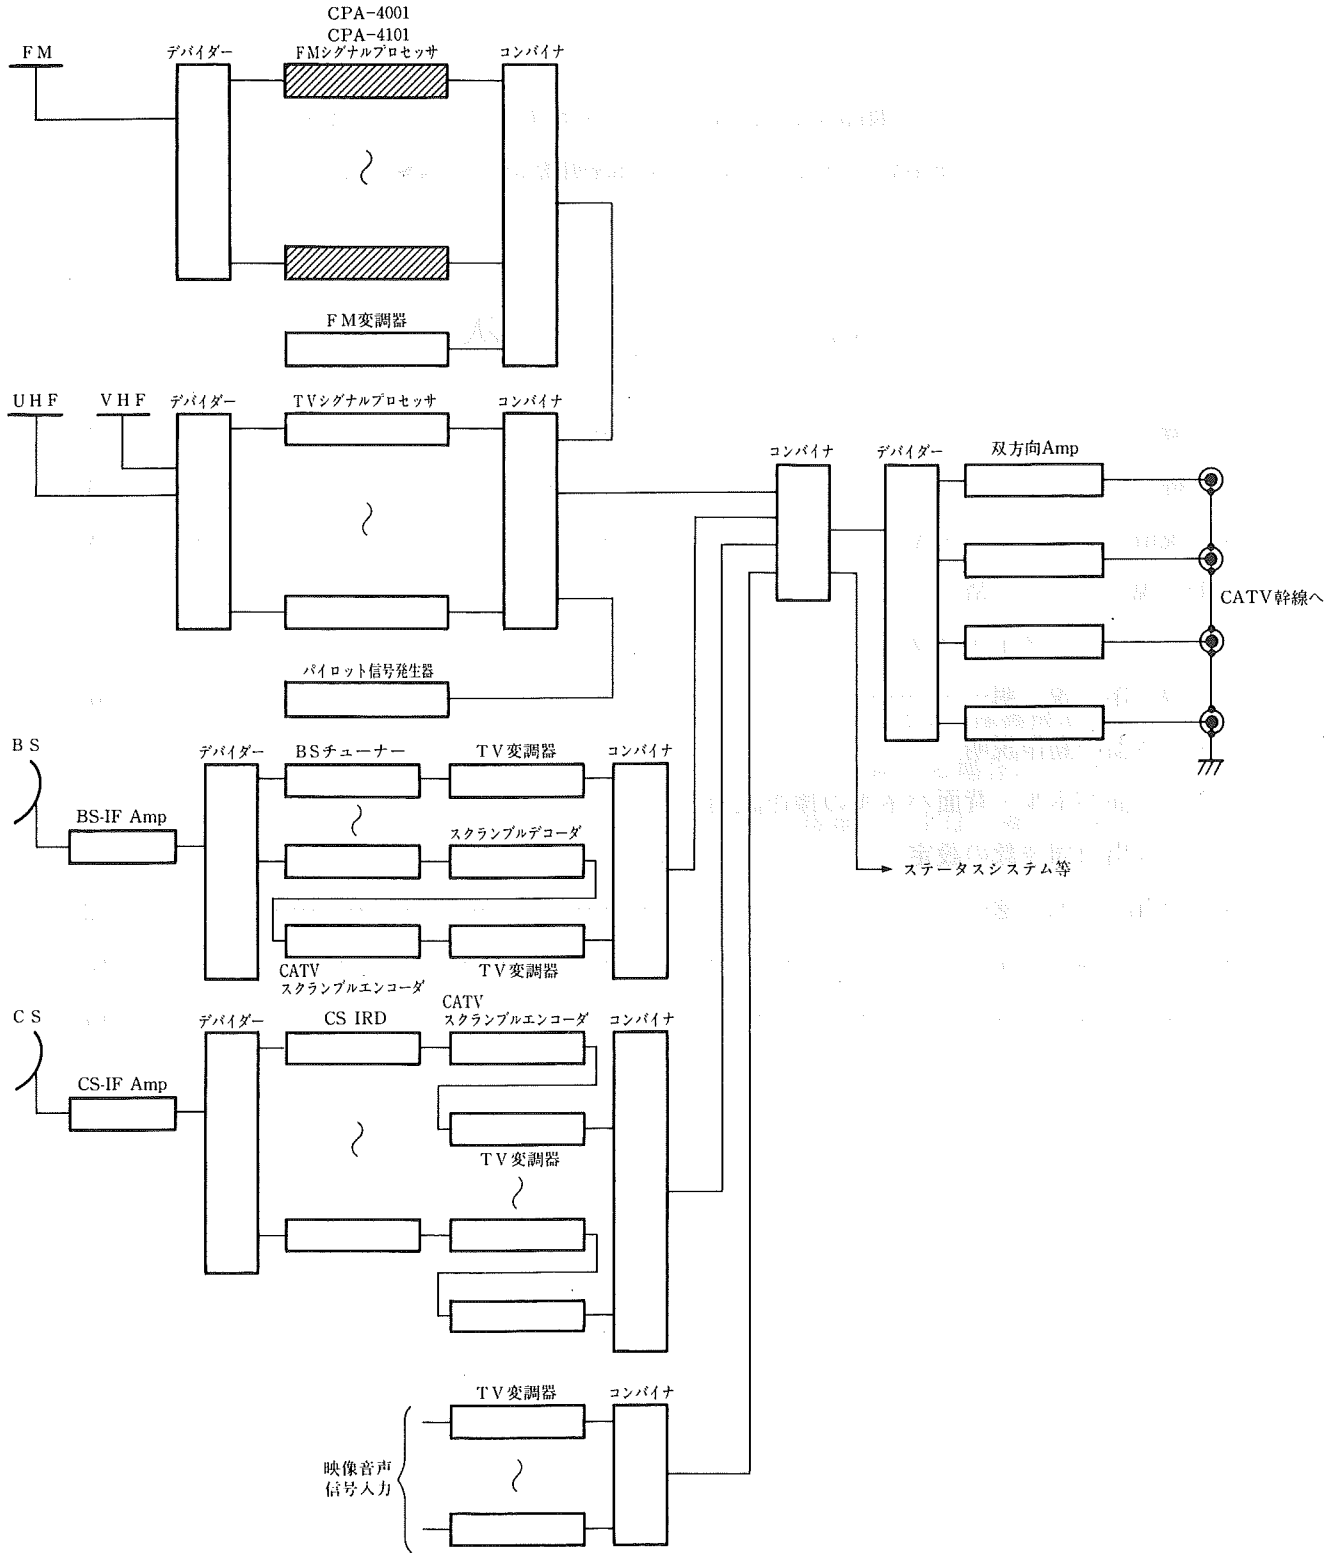 CPA-4001
CPA-4101
FM
デバイダー
FMシグナルプロセッサ
コンバイナ
FM変調器
UHF
VHF
デバイダー
TVシグナルプロセッサ
コンバイナ
コンバイナ
デバイダー
双方向Amp
CATV幹線へ
パイロット信号発生器
BS
デバイダー
BSチューナー
TV変調器
コンバイナ
BS-IF Amp
スクランブルデコーダ
ステータスシステム等
CATV
スクランブルエンコーダ
TV変調器
CS
デバイダー
CS IRD
CATV
スクランブルエンコーダ
コンバイナ
CS-IF Amp
TV変調器
TV変調器
コンバイナ
映像音声
信号入力